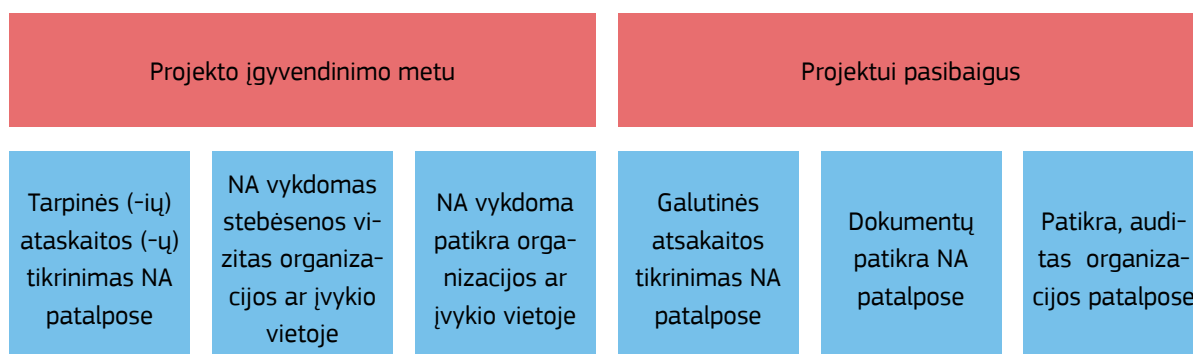 Projekto įgyvendinimo metu
Projektui pasibaigus
Tarpinės (-ių)
ataskaitos (-ų)
tikrinimas NA
patalpose
NA vykdomas
stebėsenos vi-
zitas organiza-
cijos ar įvykio
vietoje
NA vykdoma
patikra orga-
nizacijos ar
įvykio vietoje
Galutinės
atsakaitos
tikrinimas NA
patalpose
Dokumentų
patikra NA
patalpose
Patikra, audi-
tas organiza-
cijos patalpose